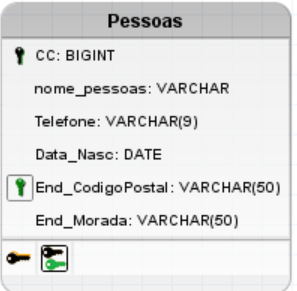 Pessoas
CC: BIGINT
nome_pessoas: VARCHAR
Telefone: VARCHAR(9)
Data_Nasc: DATE
End_CodigoPostal: VARCHAR(50)
End_Morada: VARCHAR(50)